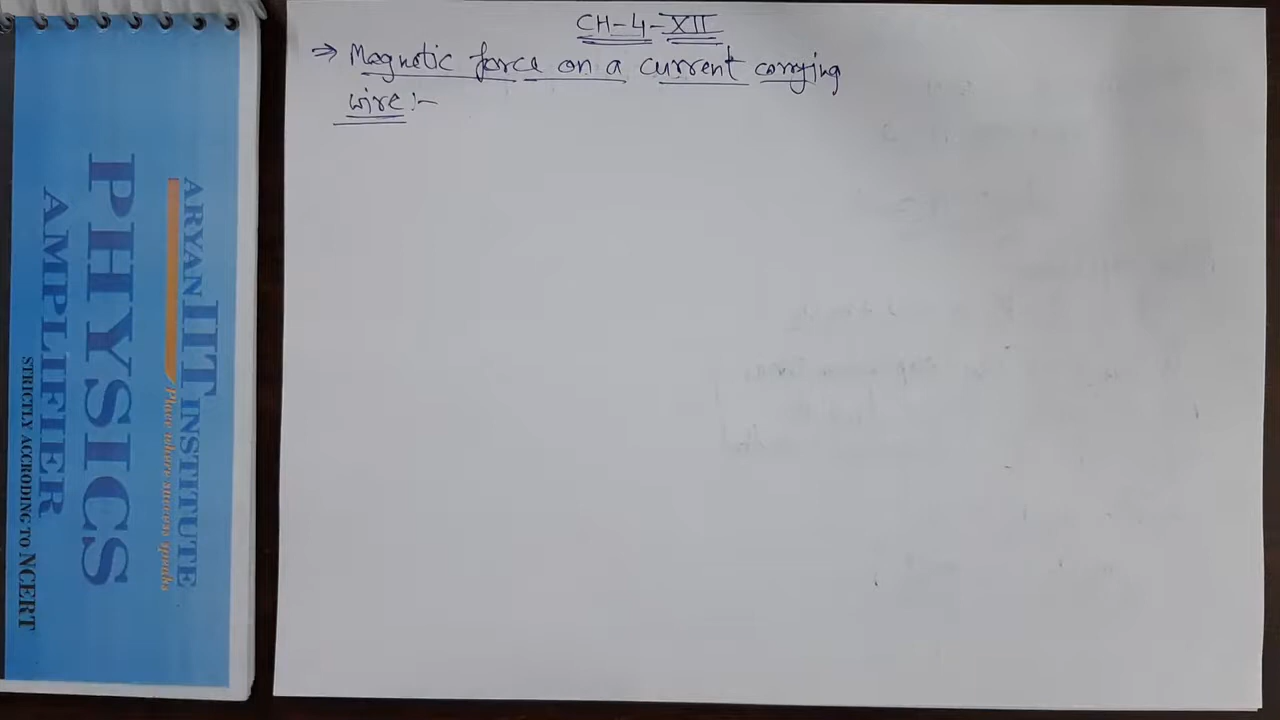 CH-4-XII
⇒ Magnetic force on a current carrying
wire:-
ARYAN IIT INSTITUTE
Place where success speaks
PHYSICS
AMPLIFIER
STRICTLY ACCRODING TO NCERT